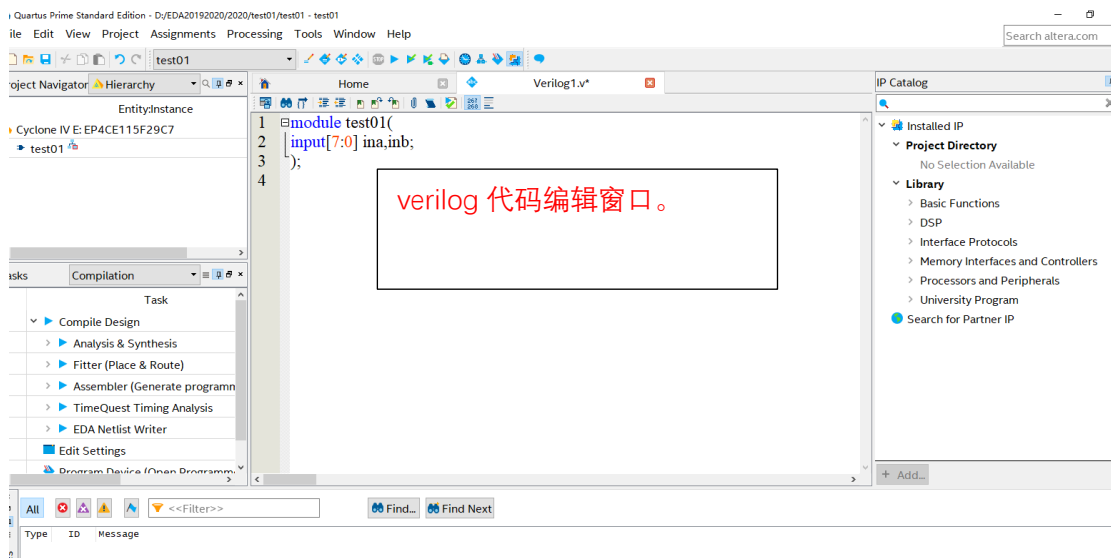 Quartus Prime Standard Edition - D:/EDA20192020/2020/test01/test01 - test01
ile Edit View Project Assignments Processing Tools Window Help
Search altera.com
test01
roject Navigator Hierarchy
Home
Verilog1.v*
IP Catalog
Entity:Instance
Cyclone IV E: EP4CE115F29C7
test01
267
268
1 module test01(
2 input[7:0] ina,inb;
3 );
4
verilog 代码编辑窗口。
Installed IP
Project Directory
No Selection Available
Library
Basic Functions
DSP
Interface Protocols
Memory Interfaces and Controllers
Processors and Peripherals
University Program
Search for Partner IP
+ Add...
asks Compilation
Task
Compile Design
Analysis & Synthesis
Fitter (Place & Route)
Assembler (Generate programn
TimeQuest Timing Analysis
EDA Netlist Writer
Edit Settings
Program Device (Open Programm
All
<<Filter>>
Find...
Find Next
Type ID Message